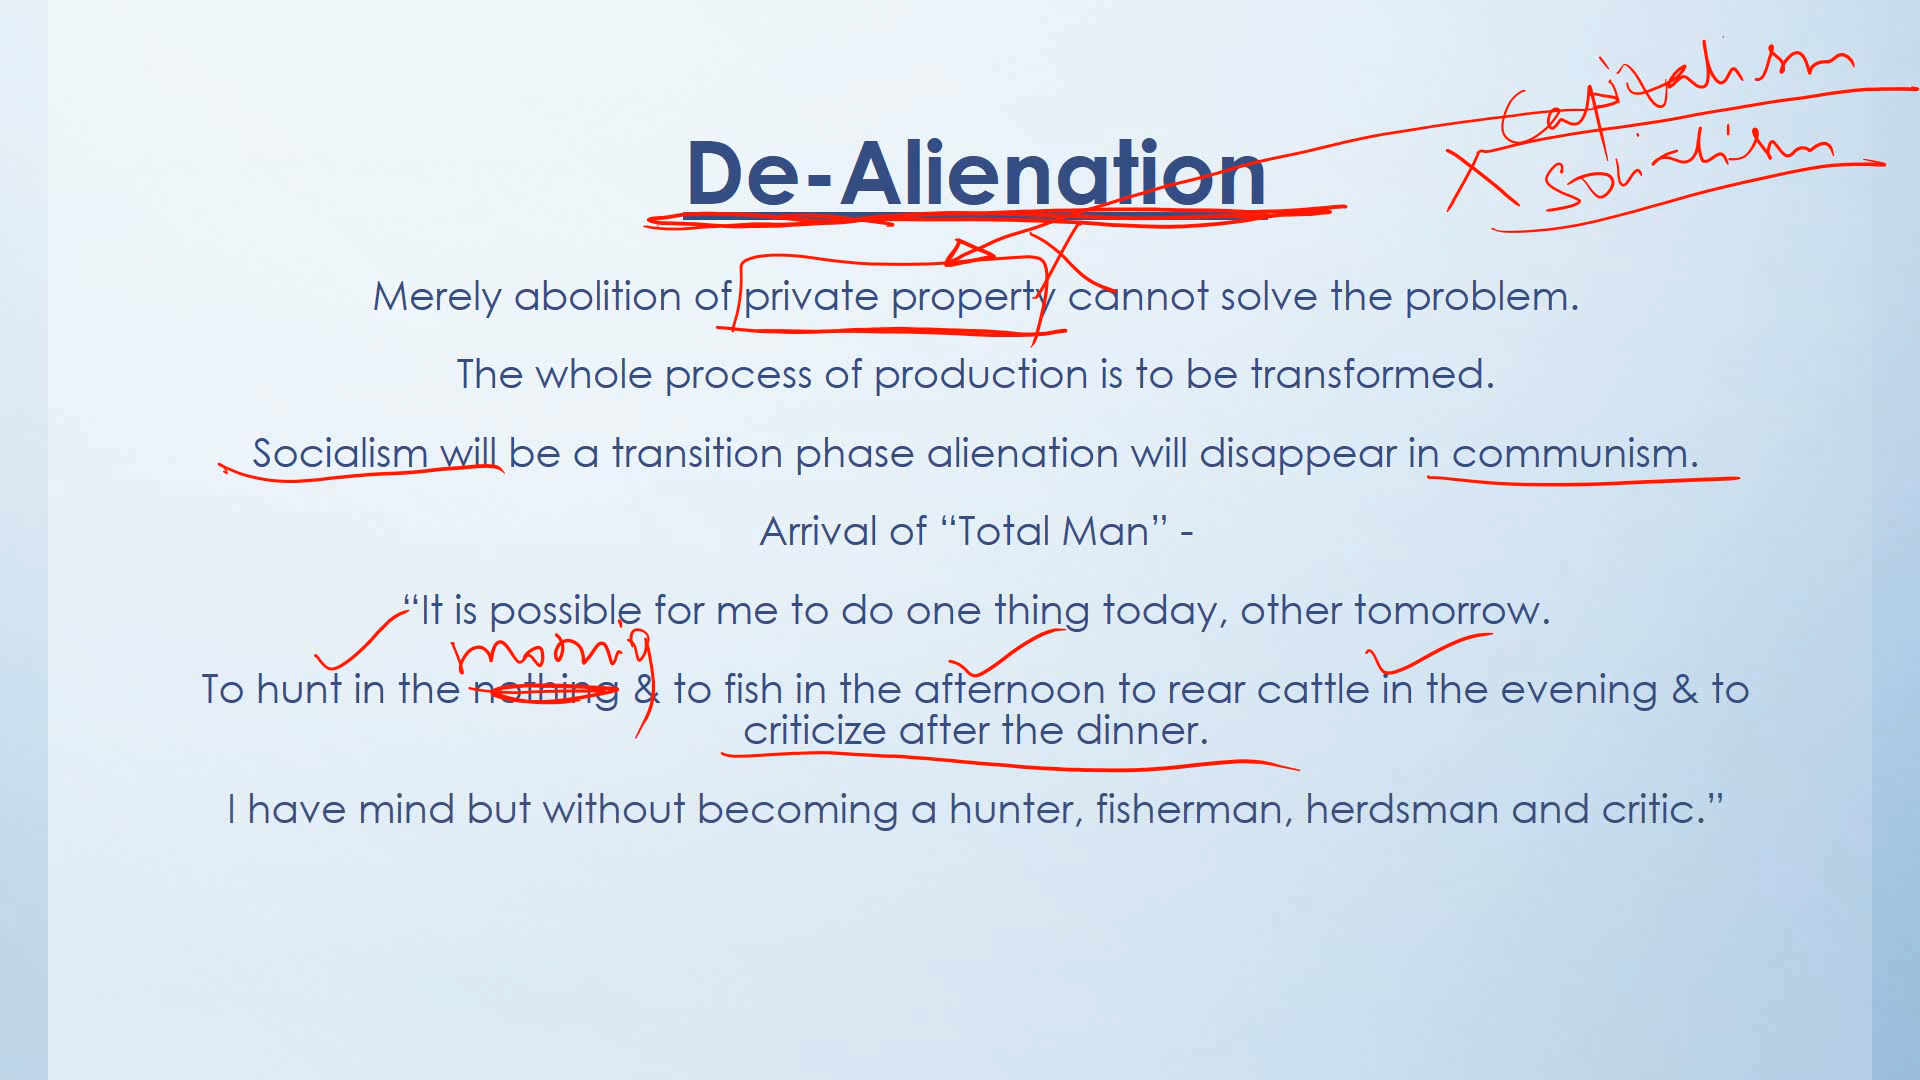 Capitalism
Socialism
De-Alienation
Merely abolition of private property cannot solve the problem.
The whole process of production is to be transformed.
Socialism will be a transition phase alienation will disappear in communism.
Arrival of “Total Man” -
“It is possible for me to do one thing today, other tomorrow.
morning
To hunt in the nothing & to fish in the afternoon to rear cattle in the evening & to
criticize after the dinner.
I have mind but without becoming a hunter, fisherman, herdsman and critic.”